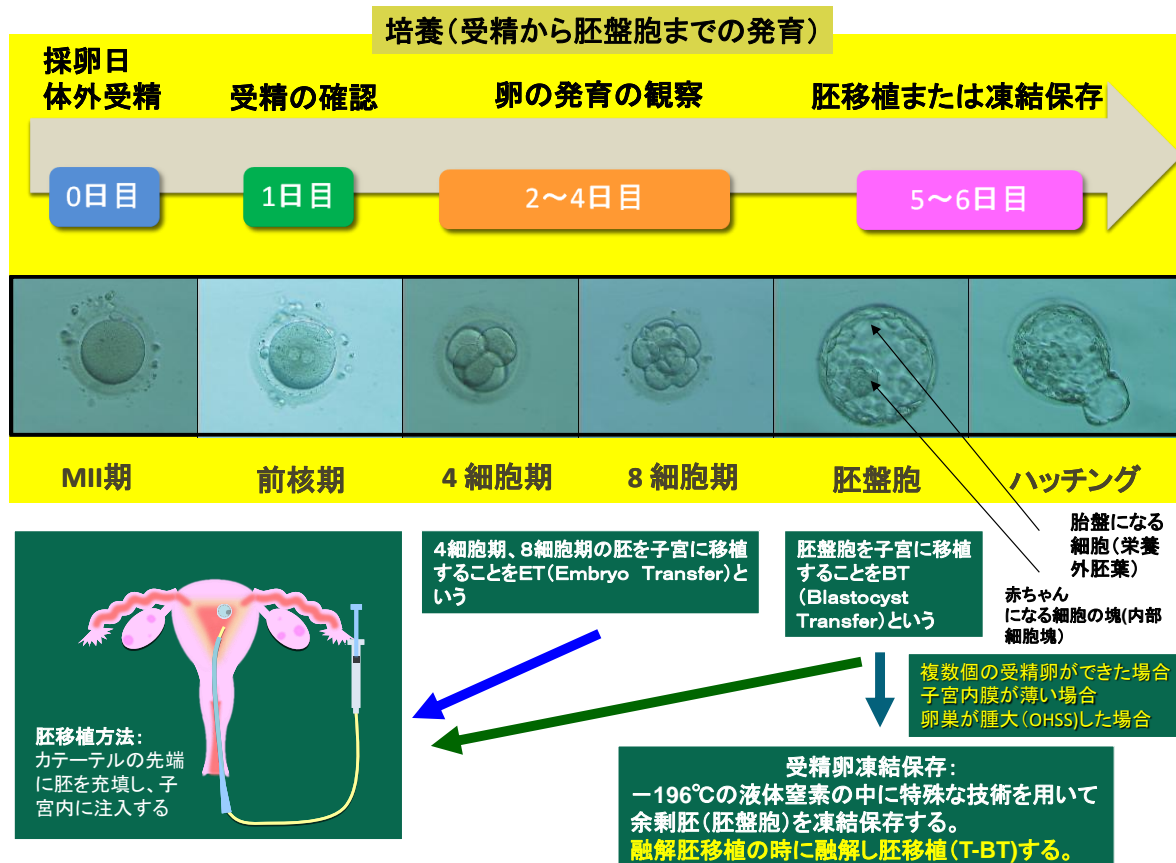 培養（受精から胚盤胞までの発育）
採卵日
体外受精
受精の確認
卵の発育の観察
胚移植または凍結保存
0日目
1日目
2～4日目
5～6日目
MII期
前核期
4 細胞期
8 細胞期
胚盤胞
ハッチング
胎盤になる
細胞（栄養
外胚葉）
赤ちゃん
になる細胞の塊(内部
細胞塊）
4細胞期、8細胞期の胚を子宮に移植
することをET（Embryo Transfer）と
いう
胚盤胞を子宮に移植
することをBT
（Blastocyst
Transfer）という
複数個の受精卵ができた場合
子宮内膜が薄い場合
卵巣が腫大（OHSS)した場合
胚移植方法：
カテーテルの先端
に胚を充填し、子
宮内に注入する
受精卵凍結保存：
－196℃の液体窒素の中に特殊な技術を用いて
余剰胚（胚盤胞）を凍結保存する。
融解胚移植の時に融解し胚移植（T-BT)する。